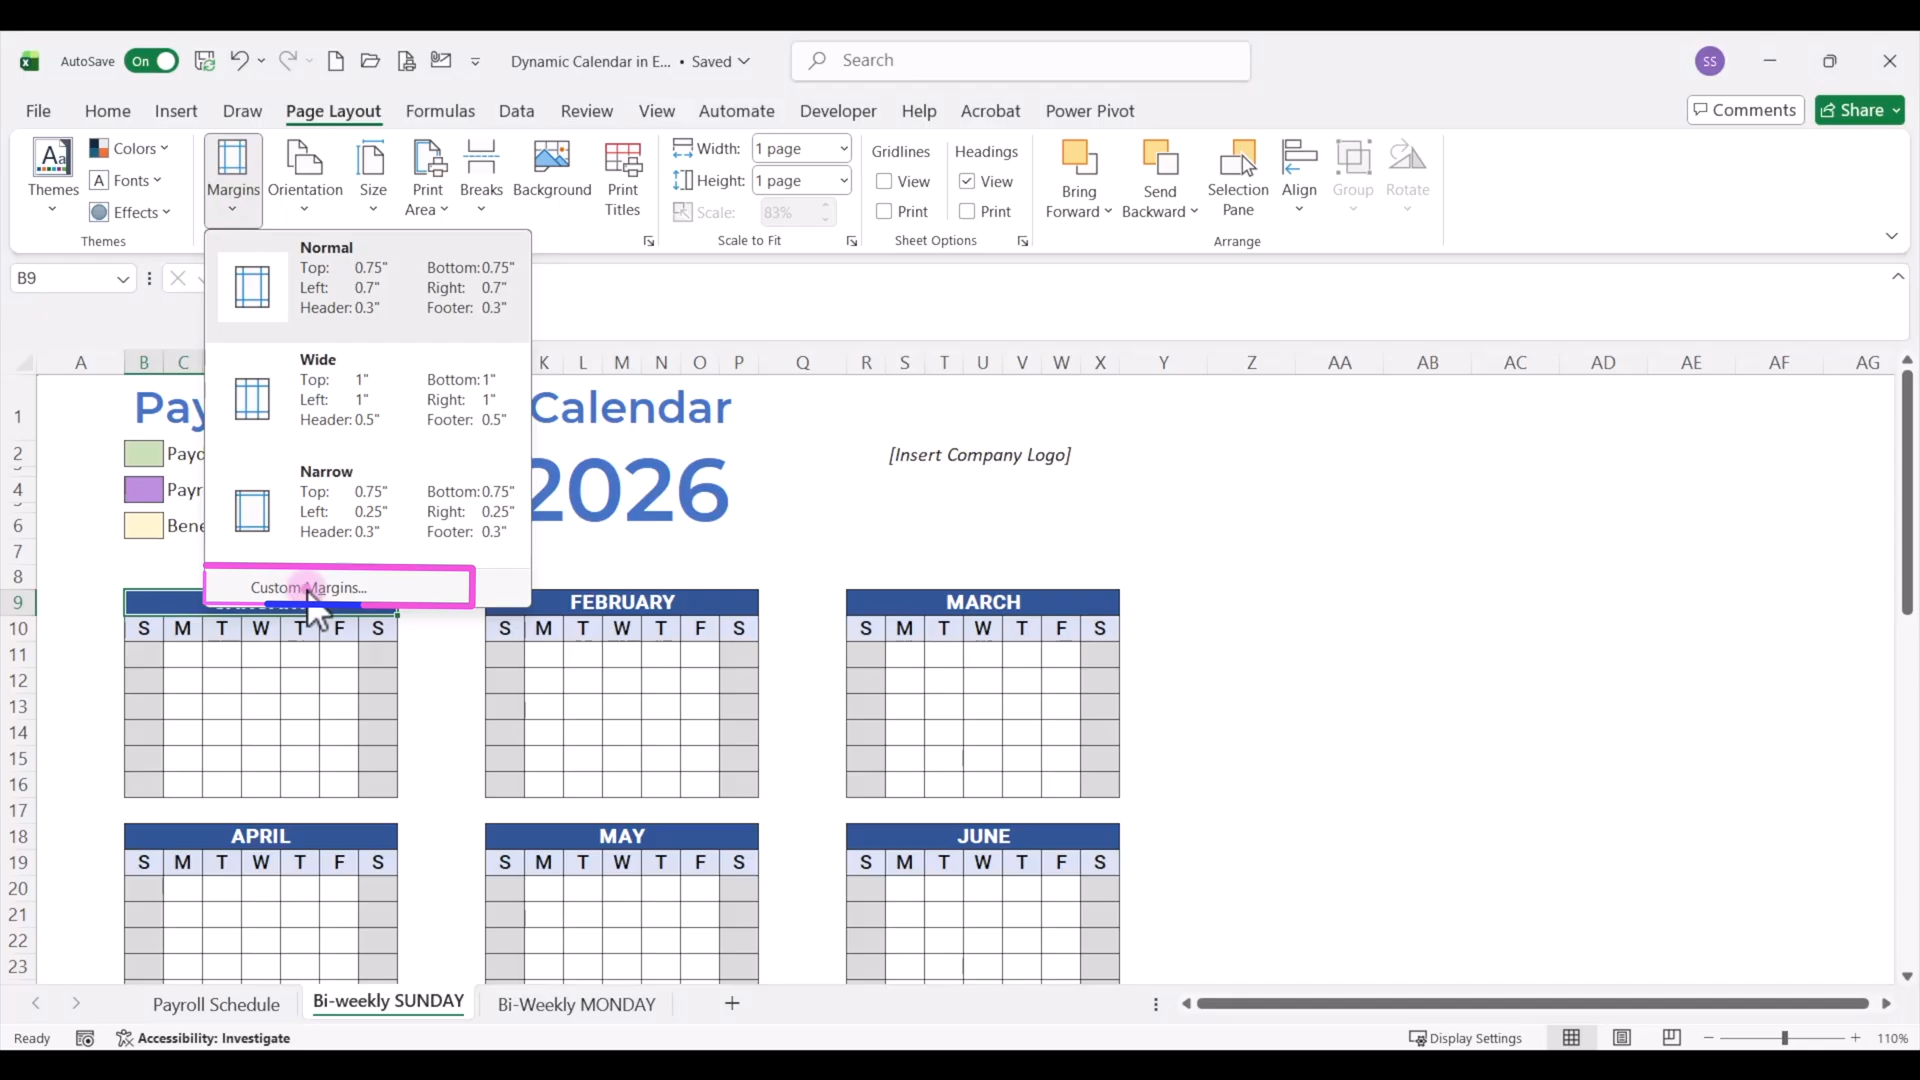 AutoSave On Dynamic Calendar in E... • Saved Search SS
File Home Insert Draw Page Layout Formulas Data Review View Automate Developer Help Acrobat Power Pivot Comments Share
Aa Themes Colors Fonts Effects Themes
Margins Orientation Size Print Area Breaks Background Print Titles
Width: 1 page
Height: 1 page
Scale: 83%
Scale to Fit
Gridlines Headings
View View
Print Print
Sheet Options
Bring Forward Send Backward Selection Pane Align Group Rotate
Arrange
B9
Normal
Top: 0.75" Bottom: 0.75"
Left: 0.7" Right: 0.7"
Header: 0.3" Footer: 0.3"
Wide
Top: 1" Bottom: 1"
Left: 1" Right: 1"
Header: 0.5" Footer: 0.5"
Narrow
Top: 0.75" Bottom: 0.75"
Left: 0.25" Right: 0.25"
Header: 0.3" Footer: 0.3"
Custom Margins...
A B C K L M N O P Q R S T U V W X Y Z AA AB AC AD AE AF AG
1 Pay Calendar
2 Payd [Insert Company Logo]
4 Payr 2026
6 Bene
7
8
9 FEBRUARY MARCH
10 S M T W T F S S M T W T F S S M T W T F S
11
12
13
14
15
16
17
18 APRIL MAY JUNE
19 S M T W T F S S M T W T F S S M T W T F S
20
21
22
23
Payroll Schedule Bi-weekly SUNDAY Bi-Weekly MONDAY
Ready Accessibility: Investigate Display Settings 110%